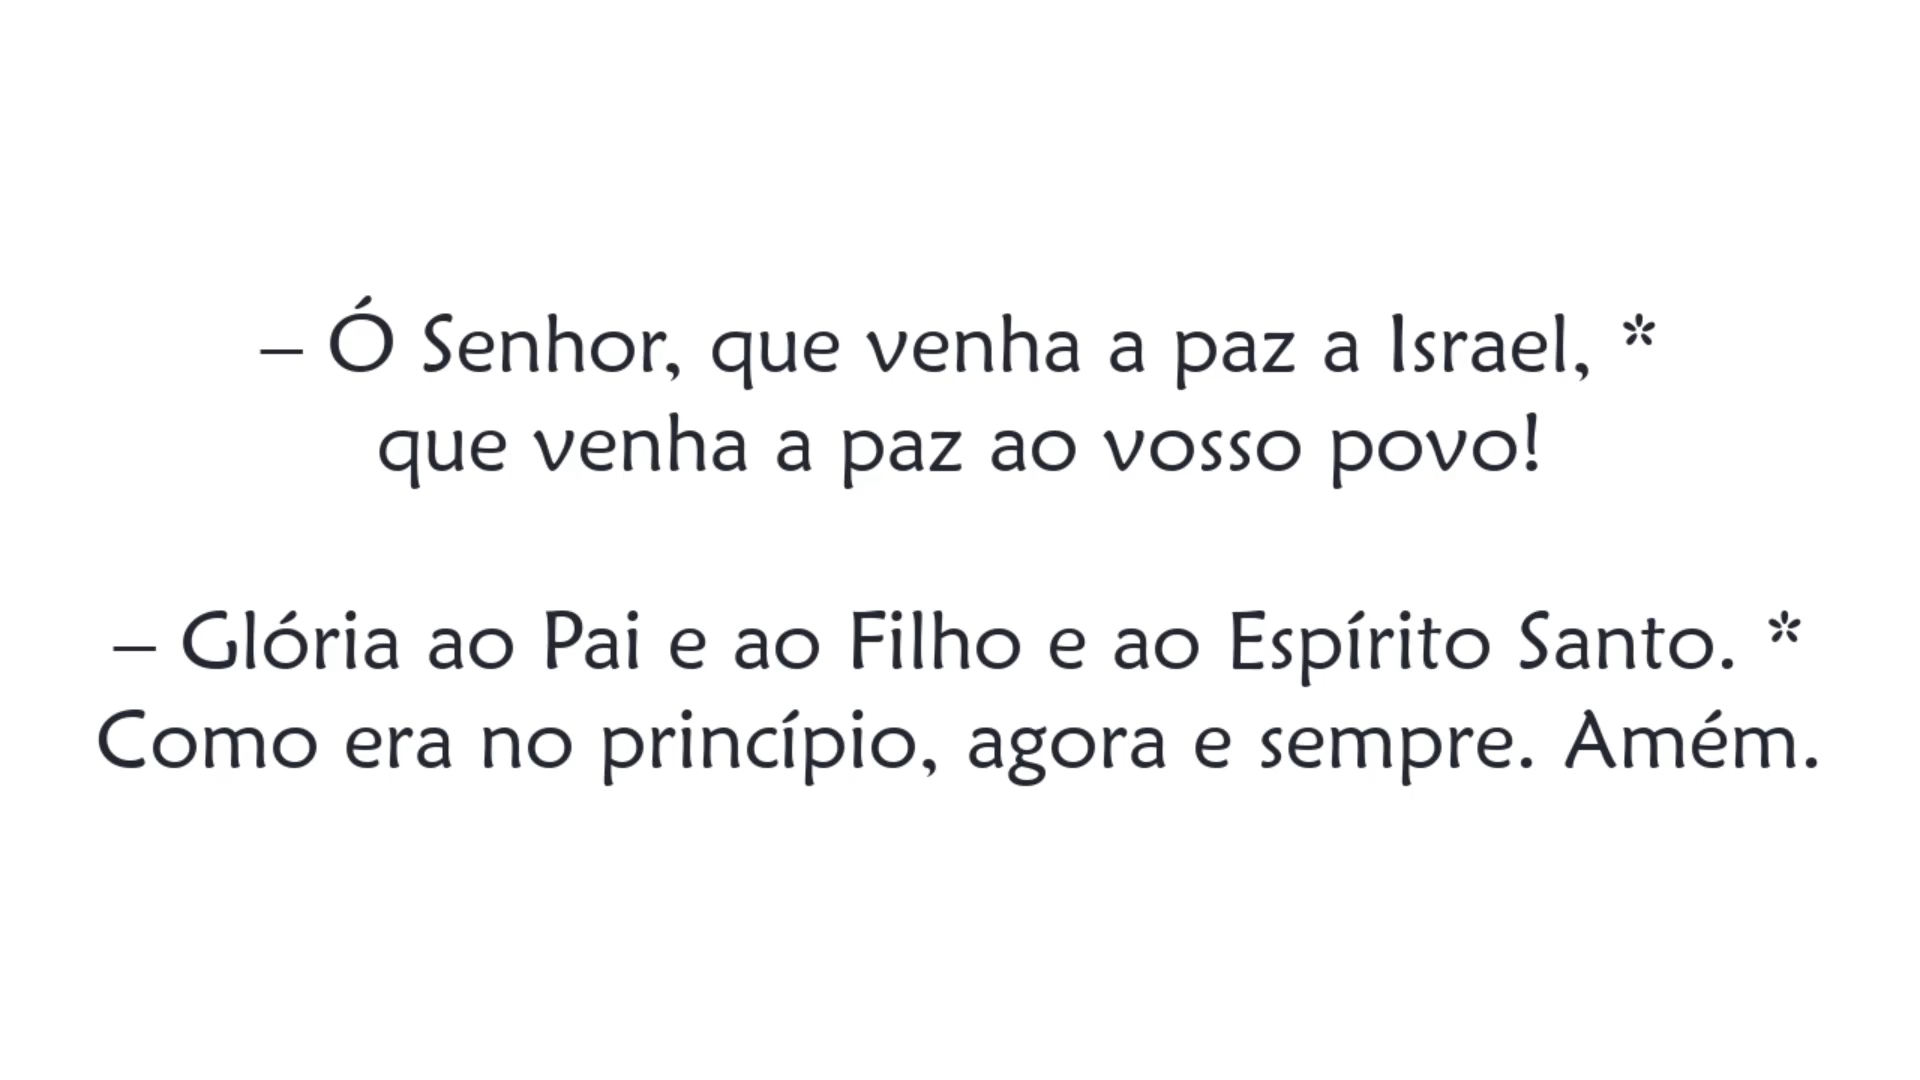 – Ó Senhor, que venha a paz a Israel, *
que venha a paz ao vosso povo!
– Glória ao Pai e ao Filho e ao Espírito Santo. *
Como era no princípio, agora e sempre. Amém.